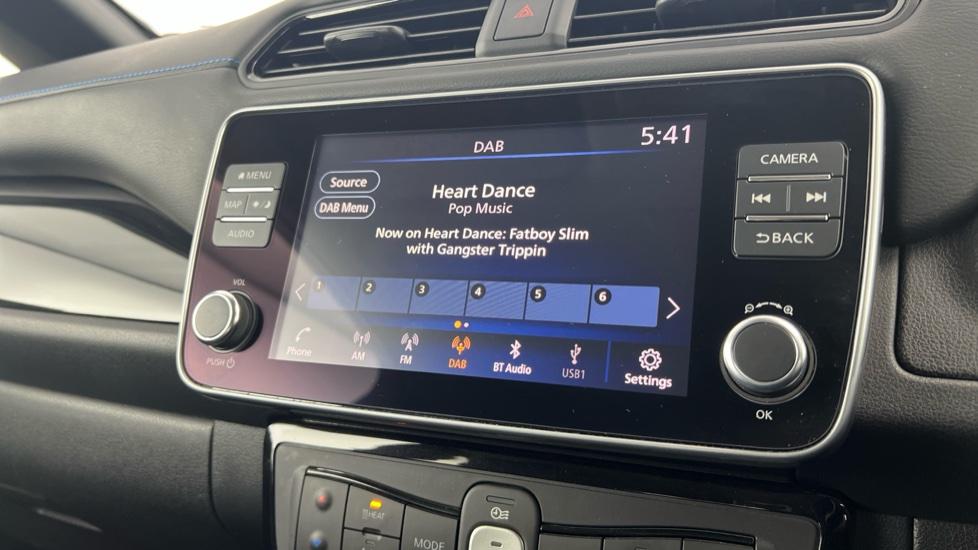 DAB
5:41
Source
DAB Menu
Heart Dance
Pop Music
Now on Heart Dance: Fatboy Slim
with Gangster Trippin
1 2 3 4 5 6
Phone
AM
FM
DAB
BT Audio
USB1
Settings
MENU
MAP
AUDIO
VOL
PUSH
CAMERA
BACK
OK
HEAT
MODE